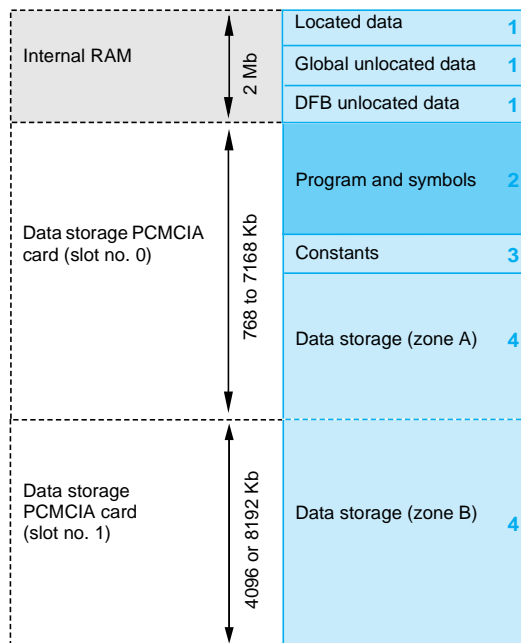 Located data 1
Internal RAM
2 Mb
Global unlocated data 1
DFB unlocated data 1
Program and symbols 2
Data storage PCMCIA
card (slot no. 0)
768 to 7168 Kb
Constants 3
Data storage (zone A) 4
Data storage
PCMCIA card
(slot no. 1)
4096 or 8192 Kb
Data storage (zone B) 4